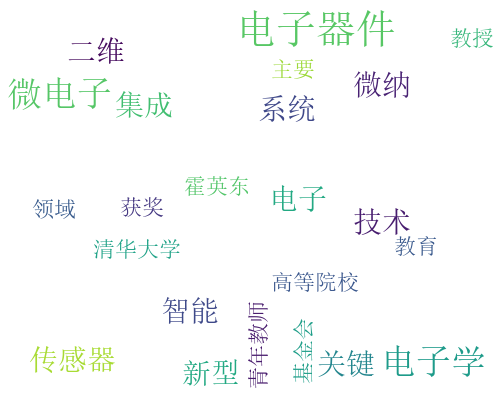 电子器件
教授
二维
主要
微纳
微电子
集成
系统
霍英东
电子
领域
获奖
技术
清华大学
教育
高等院校
智能
青年教师
基金会
传感器
新型
关键
电子学